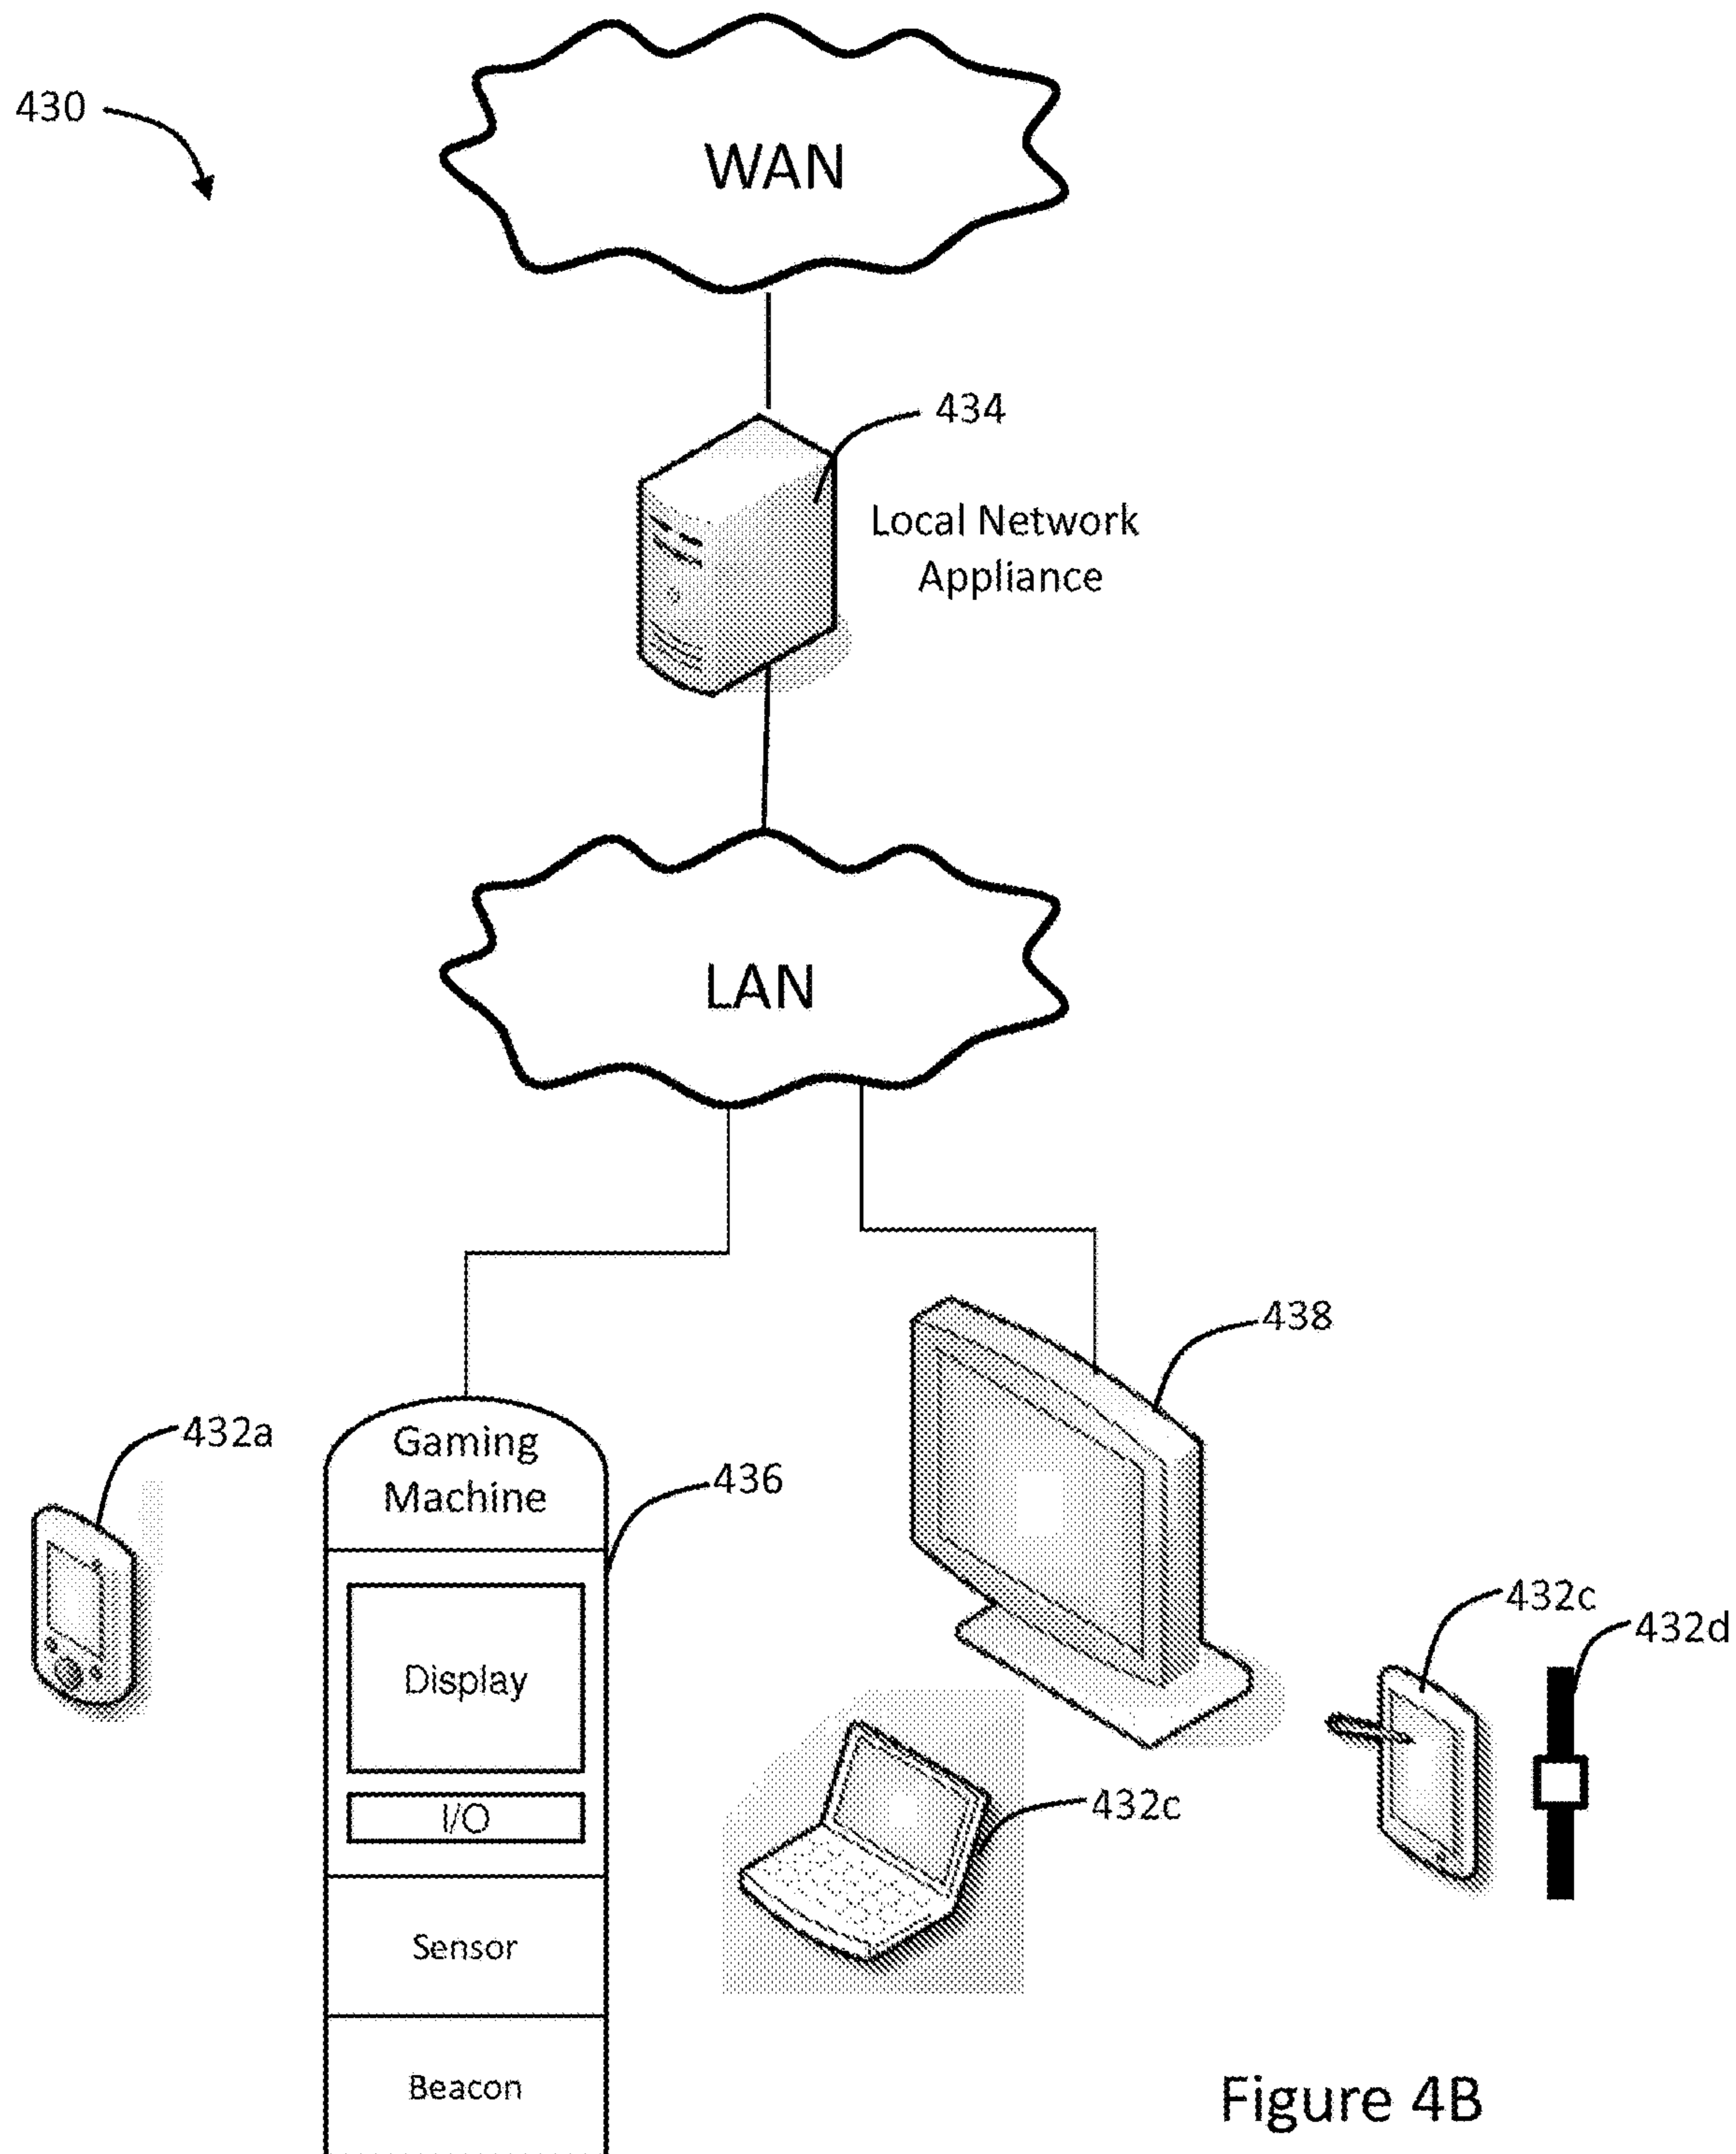 WAN
430
434
Local Network
Appliance
LAN
438
432a
Gaming
Machine
436
Display
432c
432d
I/O
432c
Sensor
Beacon
Figure 4B